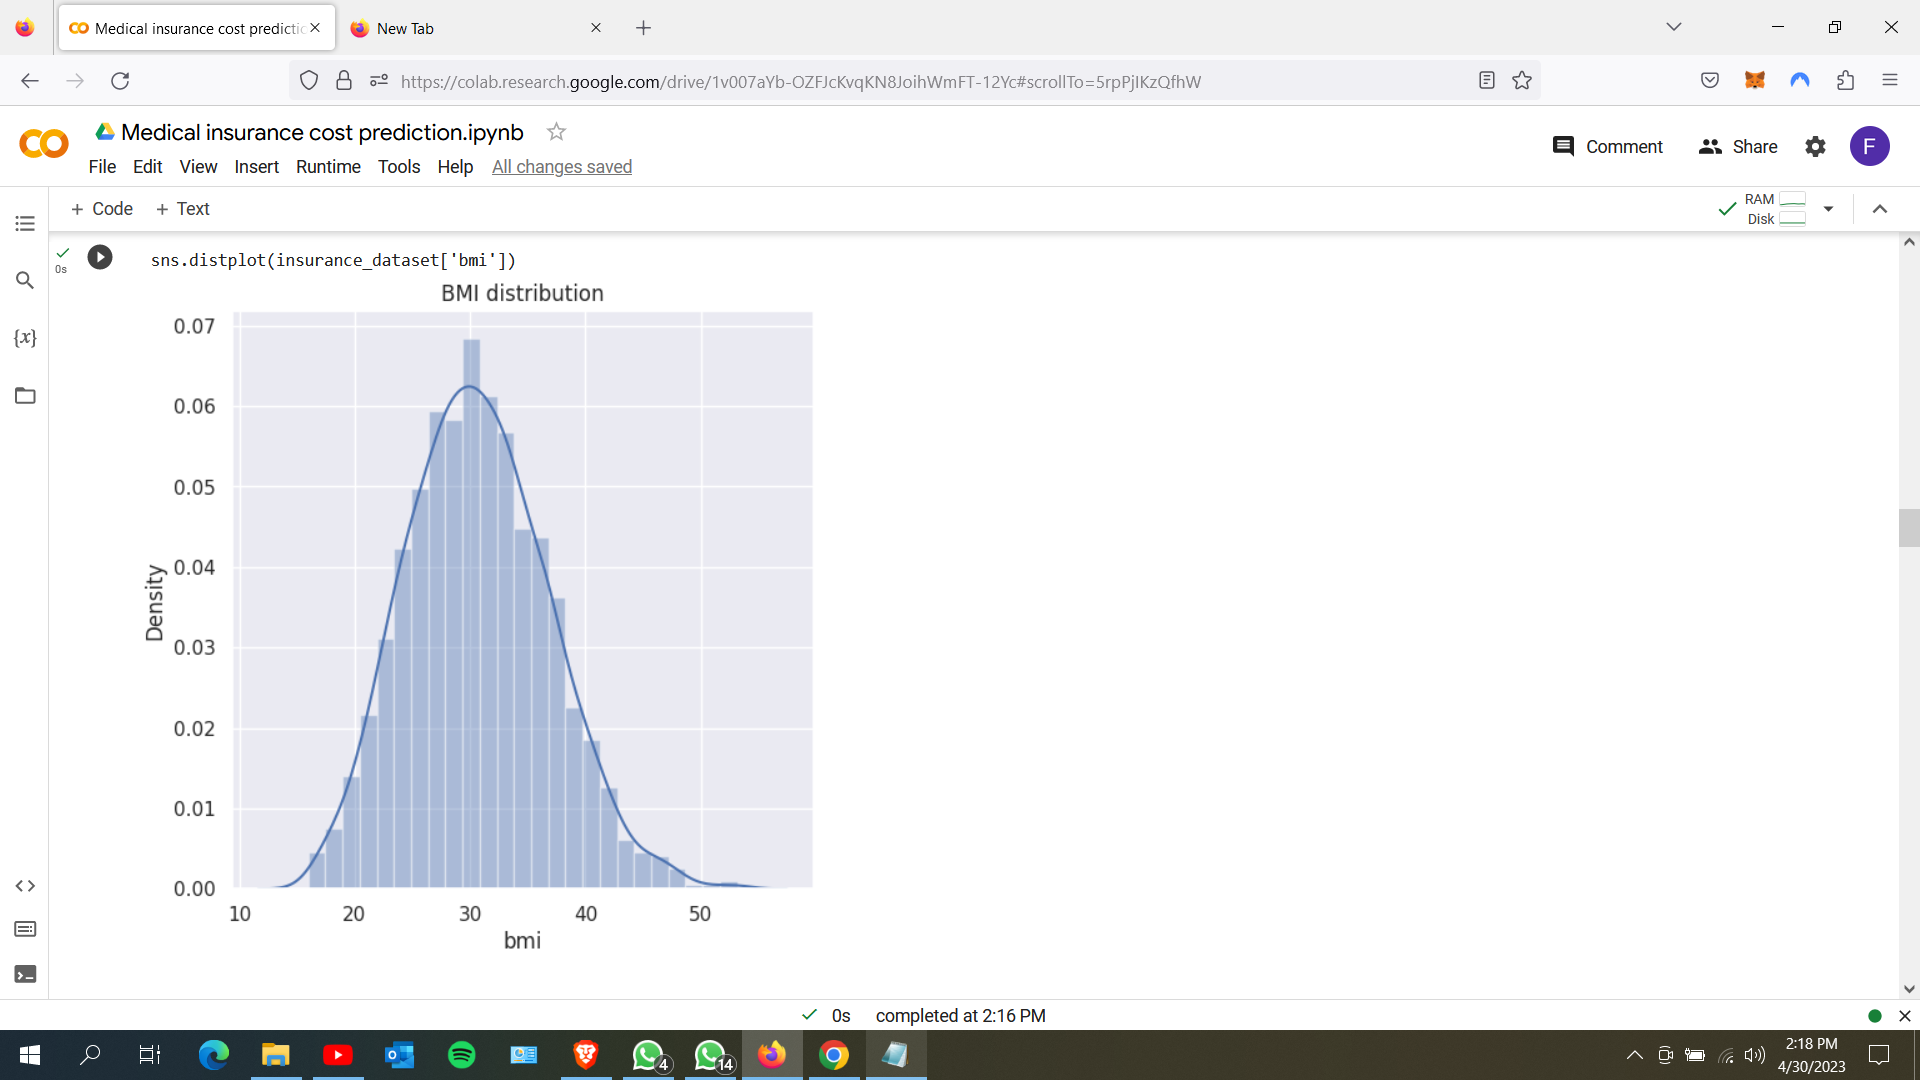 Medical insurance cost predictic
New Tab
https://colab.research.google.com/drive/1v007aYb-OZFJcKvqKN8JoihWmFT-12Yc#scrollTo=5rpPjIKzQfhW
Medical insurance cost prediction.ipynb
Comment
Share
F
File Edit View Insert Runtime Tools Help All changes saved
+ Code + Text
RAM
Disk
0s
sns.distplot(insurance_dataset['bmi'])
{x}
BMI distribution
0.07
0.06
0.05
0.04
0.03
0.02
0.01
0.00
Density
10 20 30 40 50
bmi
0s completed at 2:16 PM
4
14
2:18 PM
4/30/2023